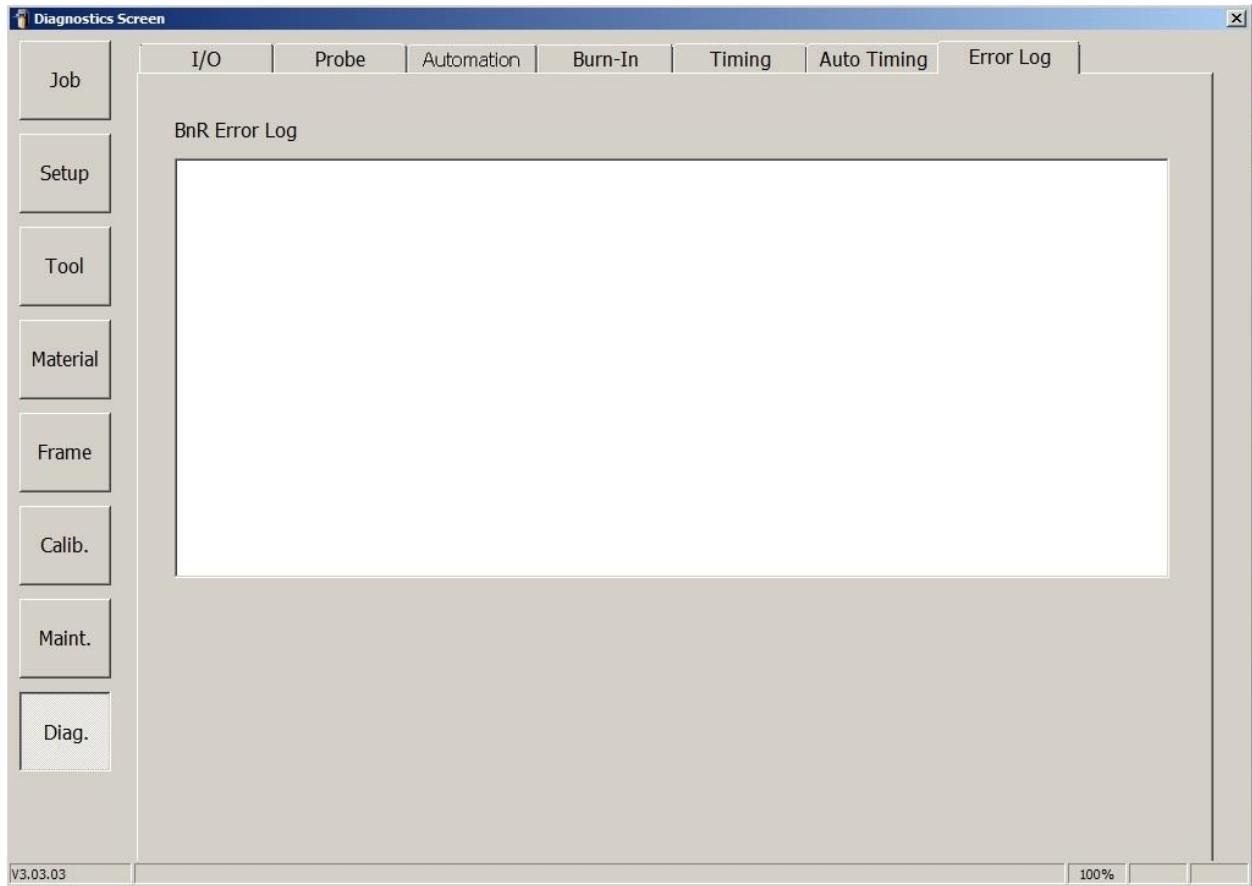 Diagnostics Screen
I/O Probe Automation Burn-In Timing Auto Timing Error Log
Job
Setup
Tool
Material
Frame
Calib.
Maint.
Diag.
BnR Error Log
V3.03.03 100%